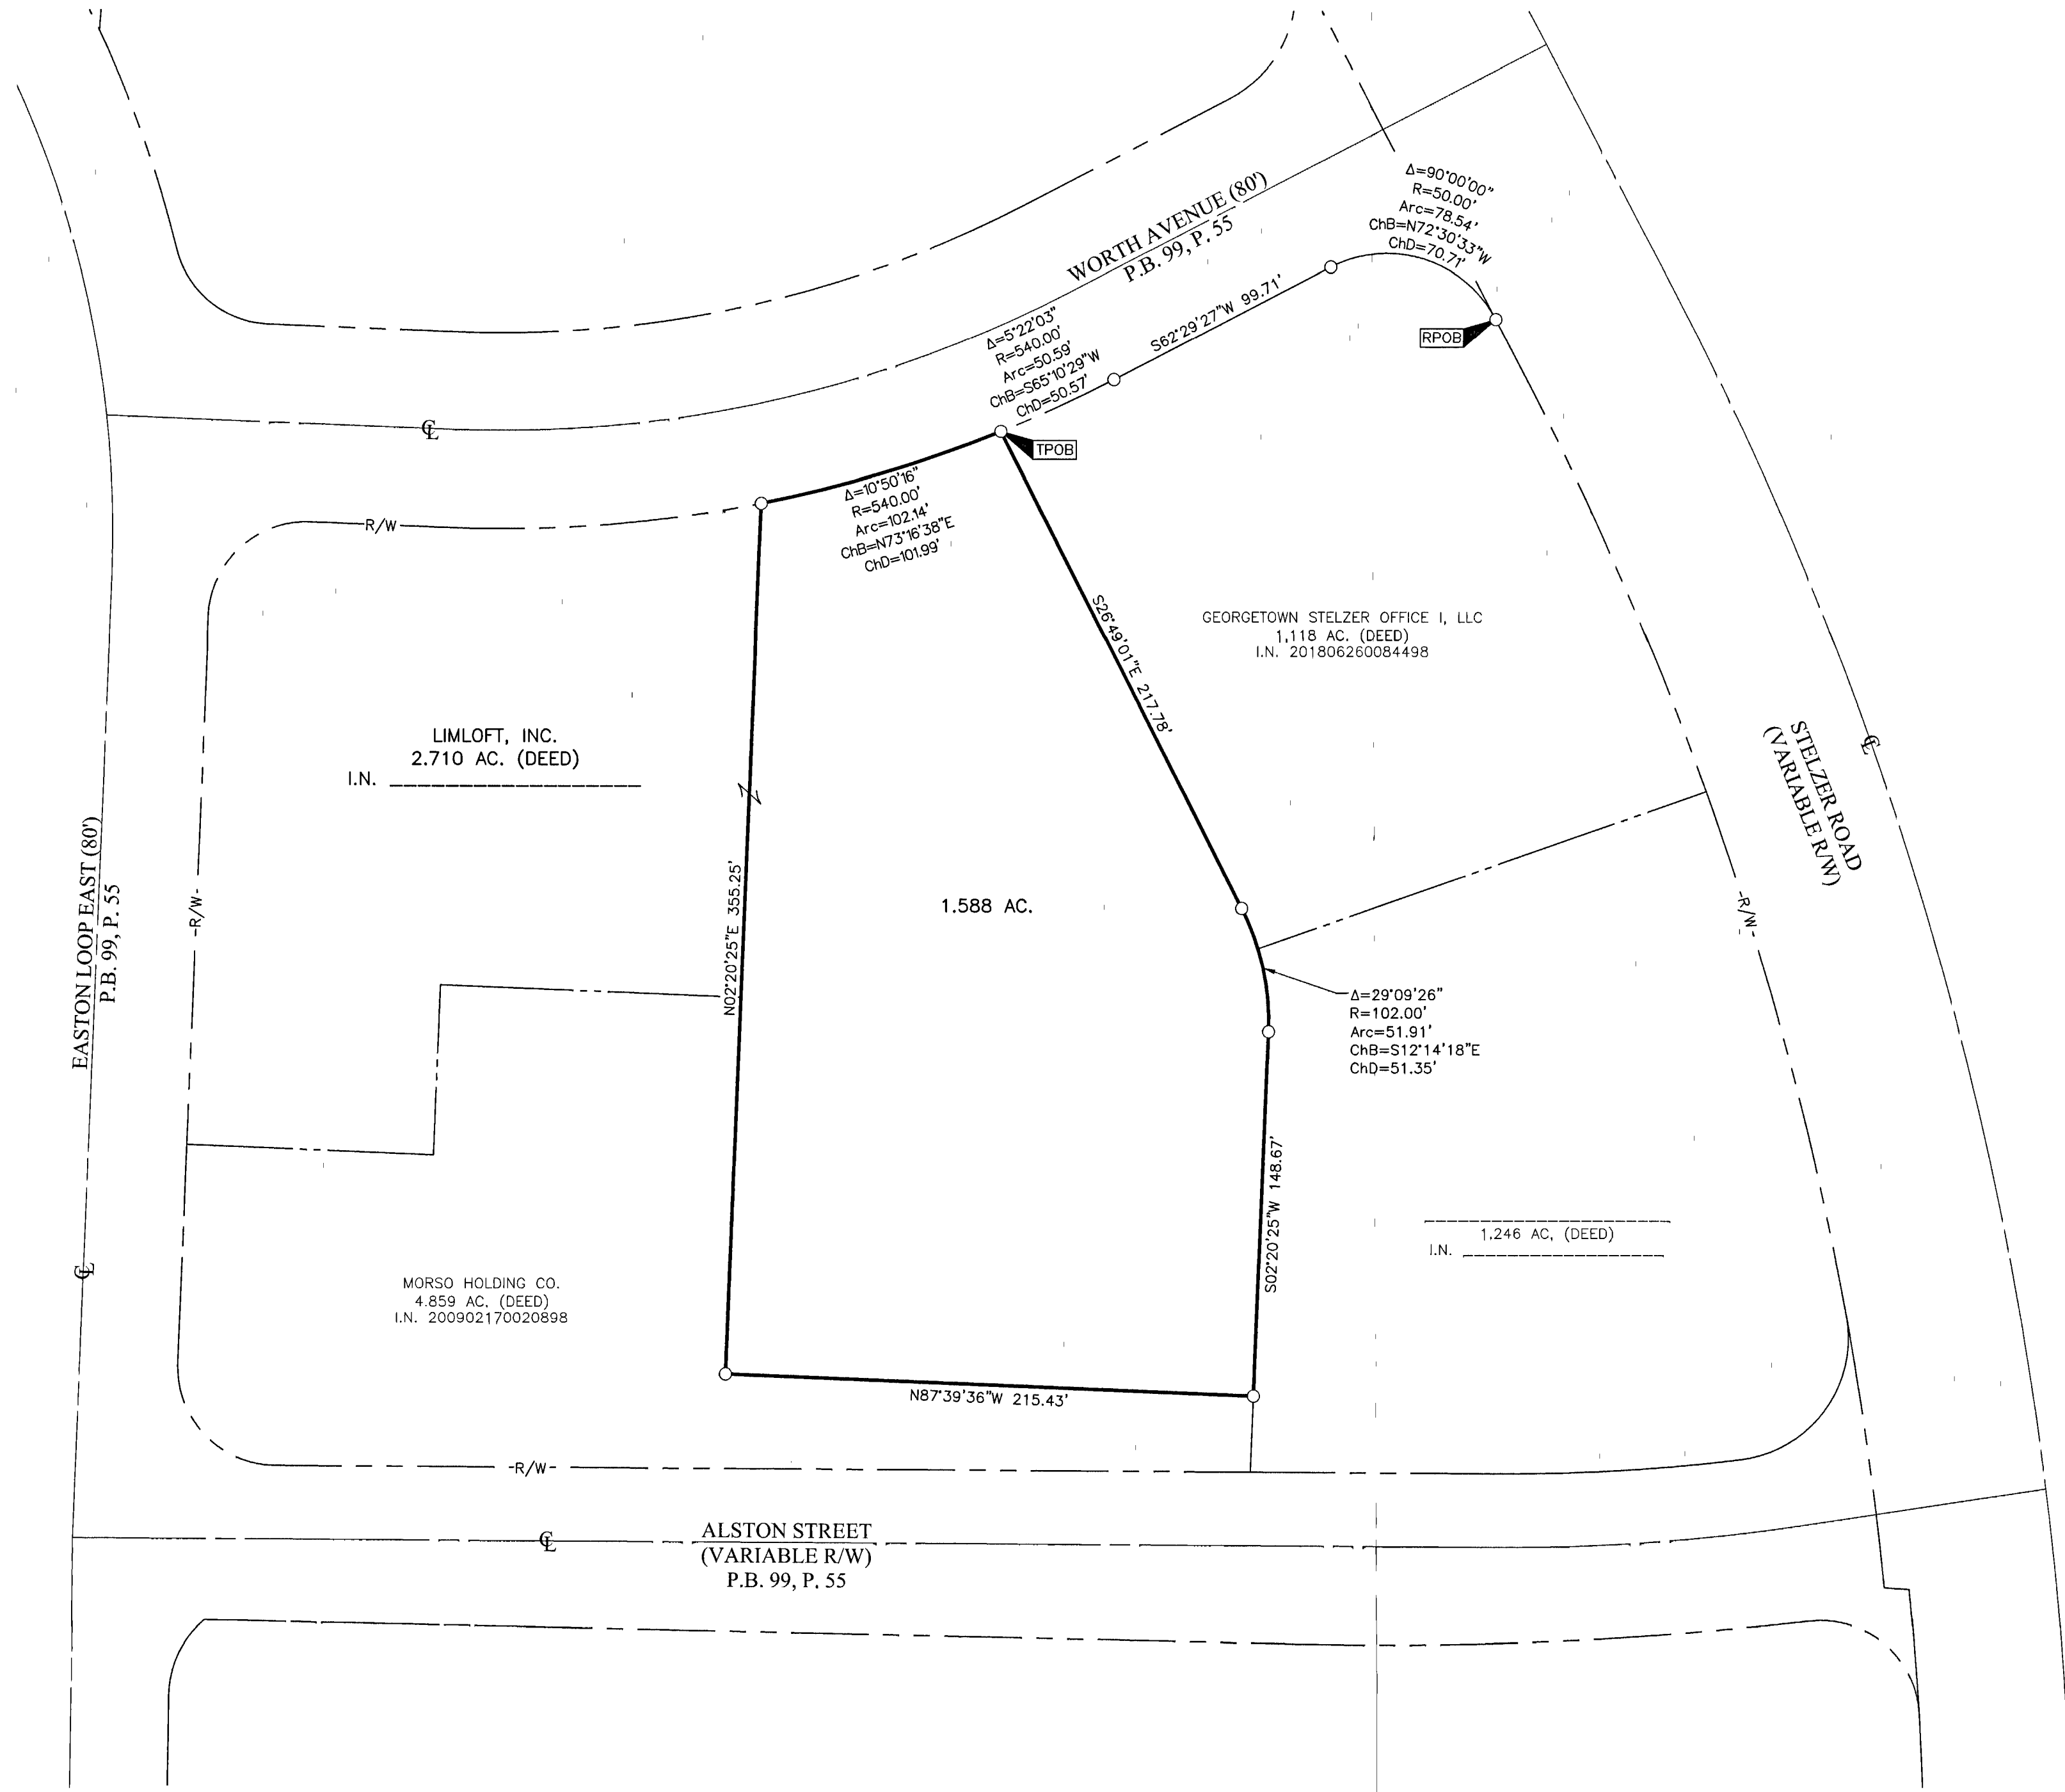 WORTH AVENUE (80')
P.B. 99, P. 55
Δ=90°00'00"
R=50.00'
Arc=78.54'
ChB=N72°30'33"W
ChD=70.71'
S62°29'27"W 99.71'
RPOB
Δ=5°22'03"
R=540.00'
Arc=50.59'
ChB=S65°10'29"W
ChD=50.57'
TPOB
℄
R/W
Δ=10°50'16"
R=540.00'
Arc=102.14'
ChB=N73°16'38"E
ChD=101.99'
S26°49'01"E 217.78'
GEORGETOWN STELZER OFFICE I, LLC
1.118 AC. (DEED)
I.N. 201806260084498
LIMLOFT, INC.
2.710 AC. (DEED)
I.N.
STELZER ROAD
(VARIABLE R/W)
℄
EASTON LOOP EAST (80')
P.B. 99, P. 55
-R/W-
N02°20'25"E 355.25'
1.588 AC.
-R/W-
Δ=29°09'26"
R=102.00'
Arc=51.91'
ChB=S12°14'18"E
ChD=51.35'
S02°20'25"W 148.67'
1.246 AC. (DEED)
I.N.
℄
MORSO HOLDING CO.
4.859 AC. (DEED)
I.N. 200902170020898
N87°39'36"W 215.43'
-R/W-
℄
ALSTON STREET
(VARIABLE R/W)
P.B. 99, P. 55